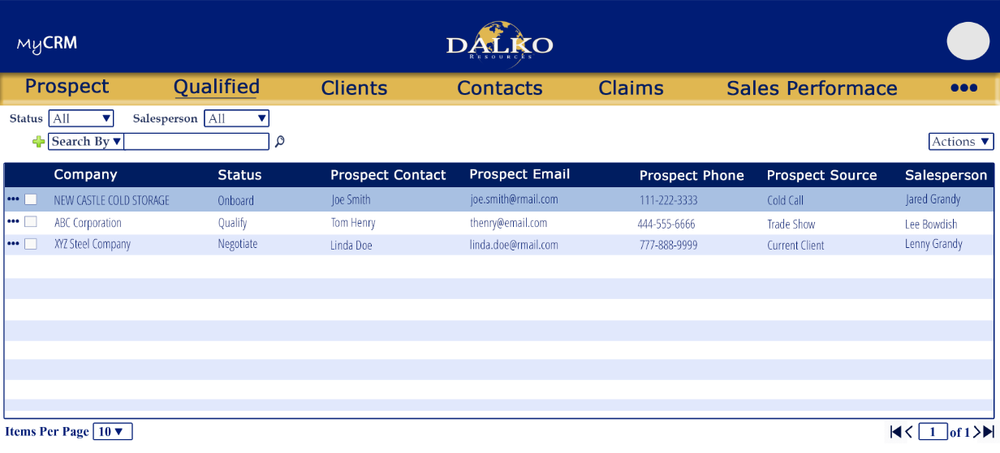 MyCRM
DALKO
RESOURCES
Prospect Qualified Clients Contacts Claims Sales Performace •••
Status All ▼ Salesperson All ▼
Search By ▼ Actions ▼
Company Status Prospect Contact Prospect Email Prospect Phone Prospect Source Salesperson
••• NEW CASTLE COLD STORAGE Onboard Joe Smith joe.smith@rmail.com 111-222-3333 Cold Call Jared Grandy
••• ABC Corporation Qualify Tom Henry thenry@email.com 444-555-6666 Trade Show Lee Bowdish
••• XYZ Steel Company Negotiate Linda Doe linda.doe@rmail.com 777-888-9999 Current Client Lenny Grandy
Items Per Page 10 ▼ 1 of 1